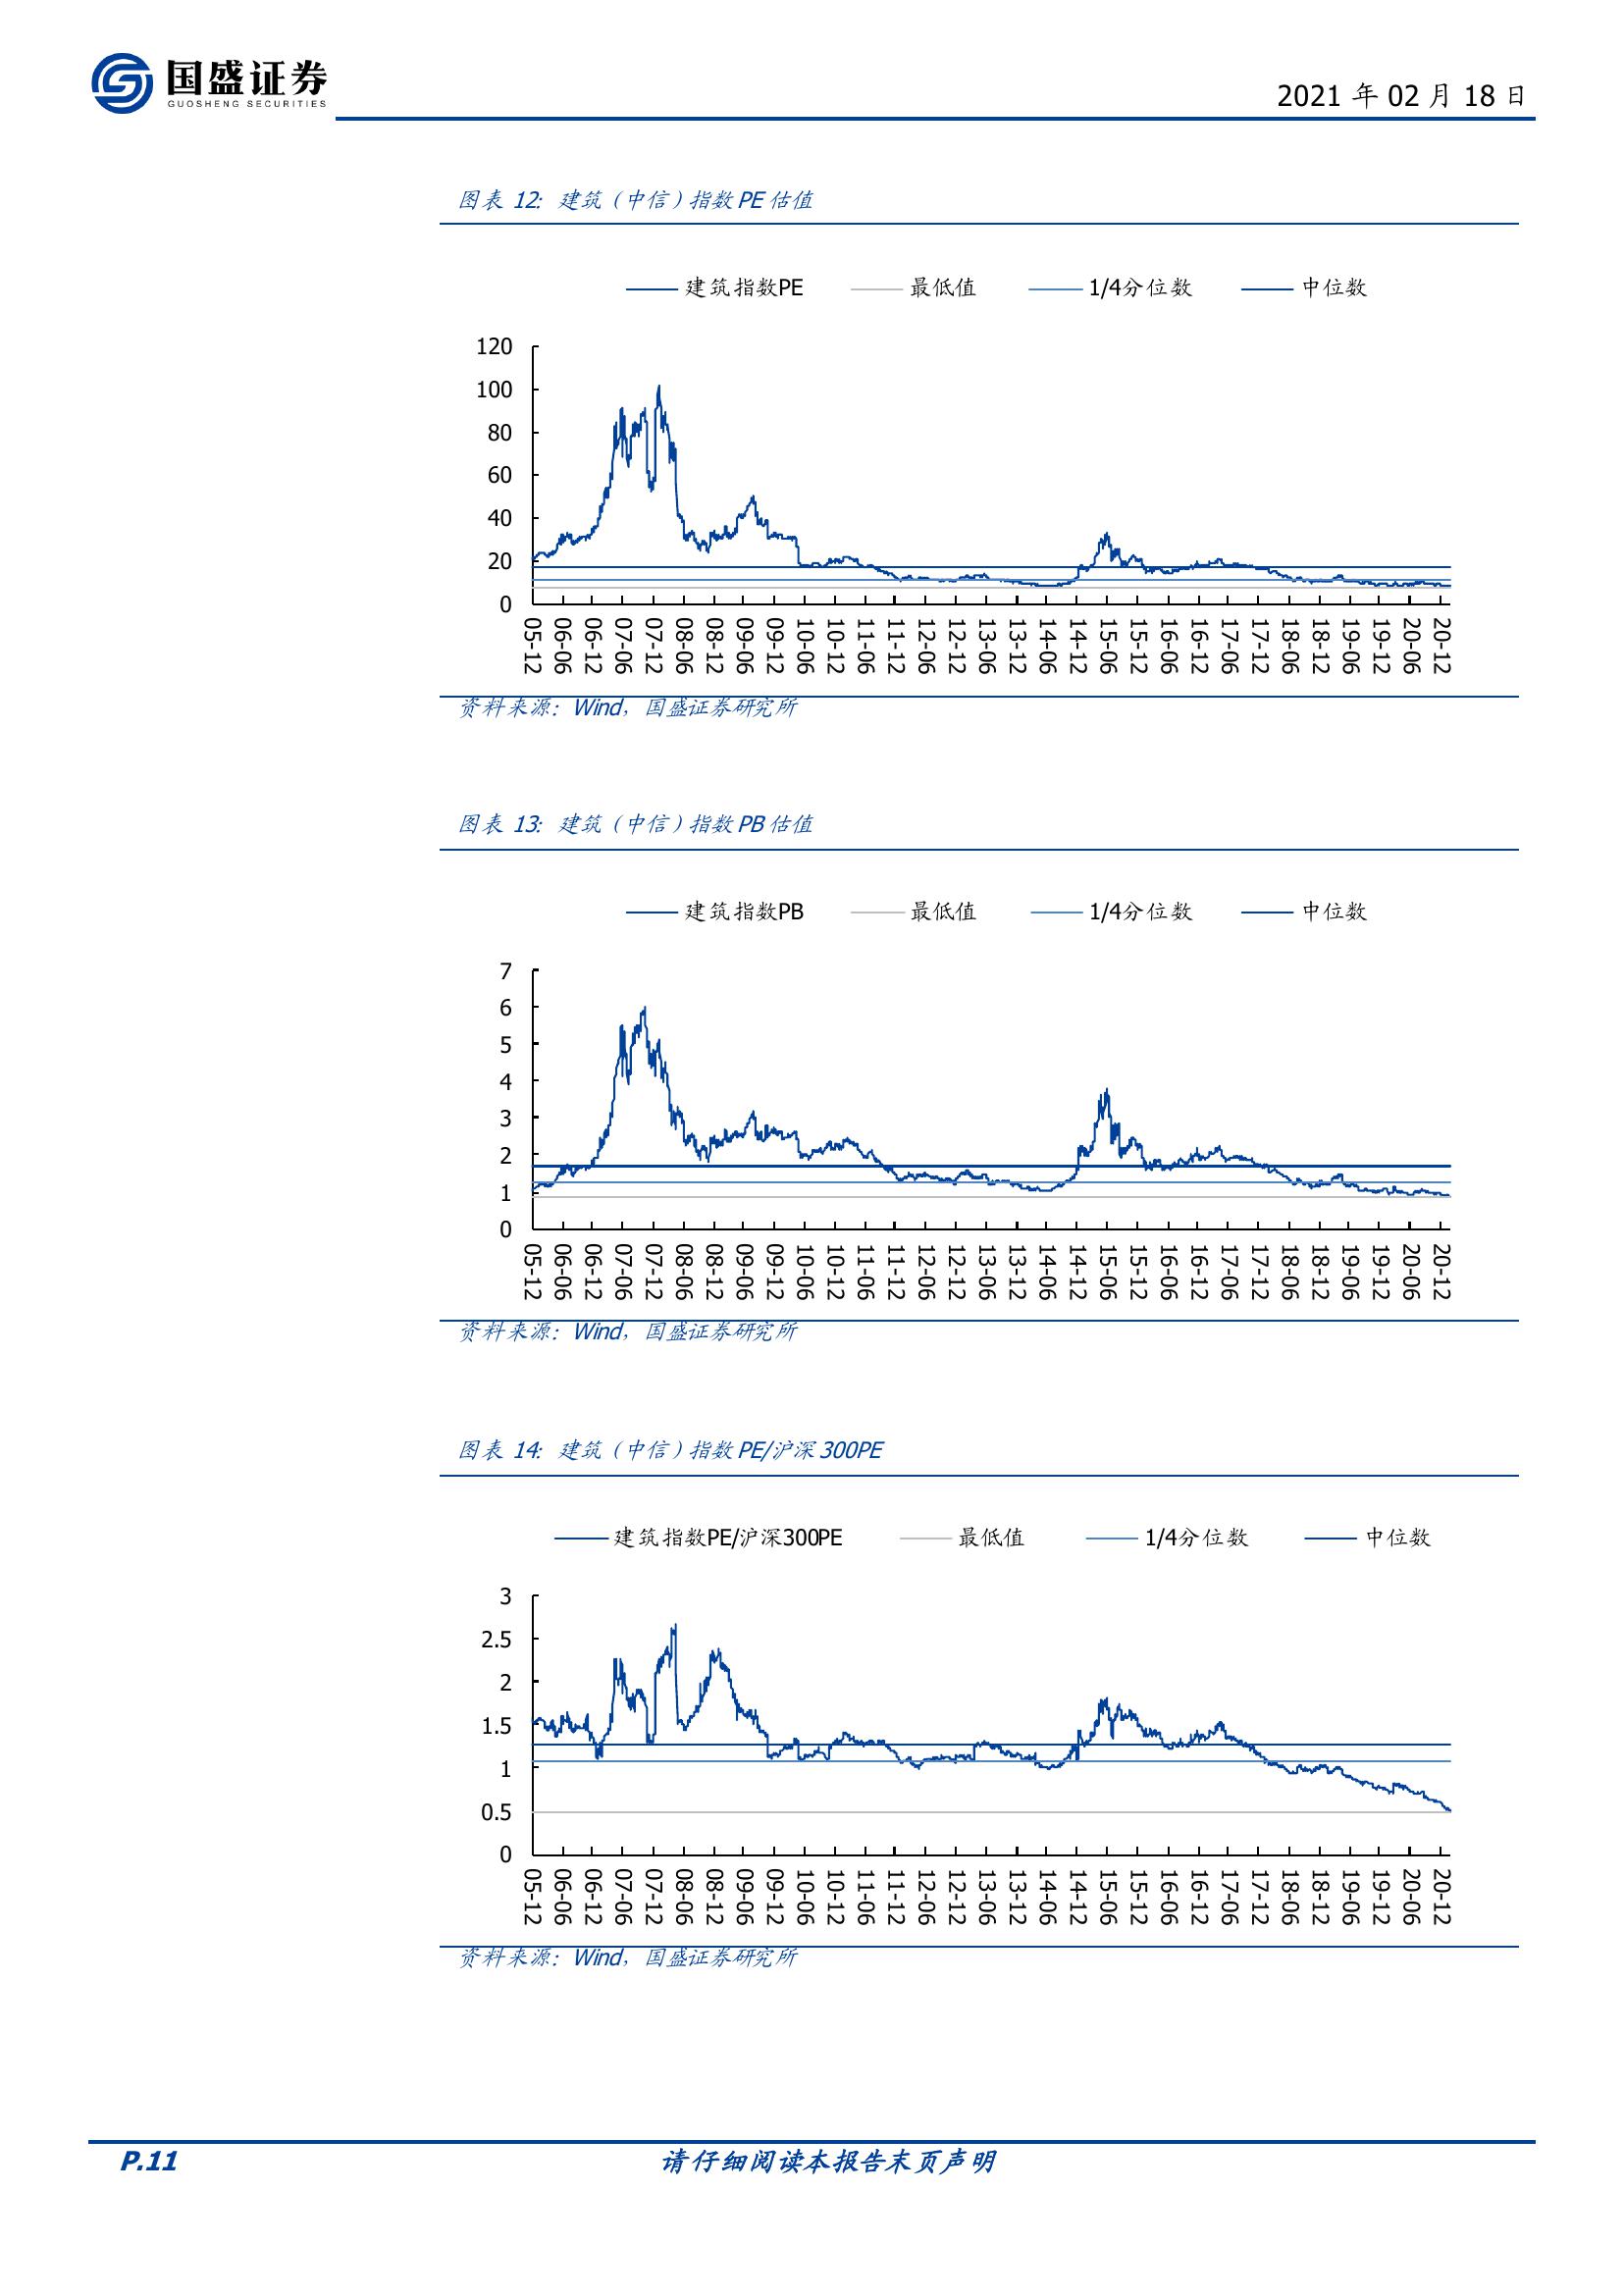 国盛证券
GUOSHENG SECURITIES
2021 年 02 月 18 日
图表 12: 建筑（中信）指数 PE 估值
建筑指数PE 最低值 1/4分位数 中位数
120
100
80
60
40
20
0
05-12 06-06 06-12 07-06 07-12 08-06 08-12 09-06 09-12 10-06 10-12 11-06 11-12 12-06 12-12 13-06 13-12 14-06 14-12 15-06 15-12 16-06 16-12 17-06 17-12 18-06 18-12 19-06 19-12 20-06 20-12
资料来源：Wind，国盛证券研究所
图表 13: 建筑（中信）指数 PB 估值
建筑指数PB 最低值 1/4分位数 中位数
7
6
5
4
3
2
1
0
05-12 06-06 06-12 07-06 07-12 08-06 08-12 09-06 09-12 10-06 10-12 11-06 11-12 12-06 12-12 13-06 13-12 14-06 14-12 15-06 15-12 16-06 16-12 17-06 17-12 18-06 18-12 19-06 19-12 20-06 20-12
资料来源：Wind，国盛证券研究所
图表 14: 建筑（中信）指数 PE/沪深 300PE
建筑指数PE/沪深300PE 最低值 1/4分位数 中位数
3
2.5
2
1.5
1
0.5
0
05-12 06-06 06-12 07-06 07-12 08-06 08-12 09-06 09-12 10-06 10-12 11-06 11-12 12-06 12-12 13-06 13-12 14-06 14-12 15-06 15-12 16-06 16-12 17-06 17-12 18-06 18-12 19-06 19-12 20-06 20-12
资料来源：Wind，国盛证券研究所
P.11 请仔细阅读本报告末页声明